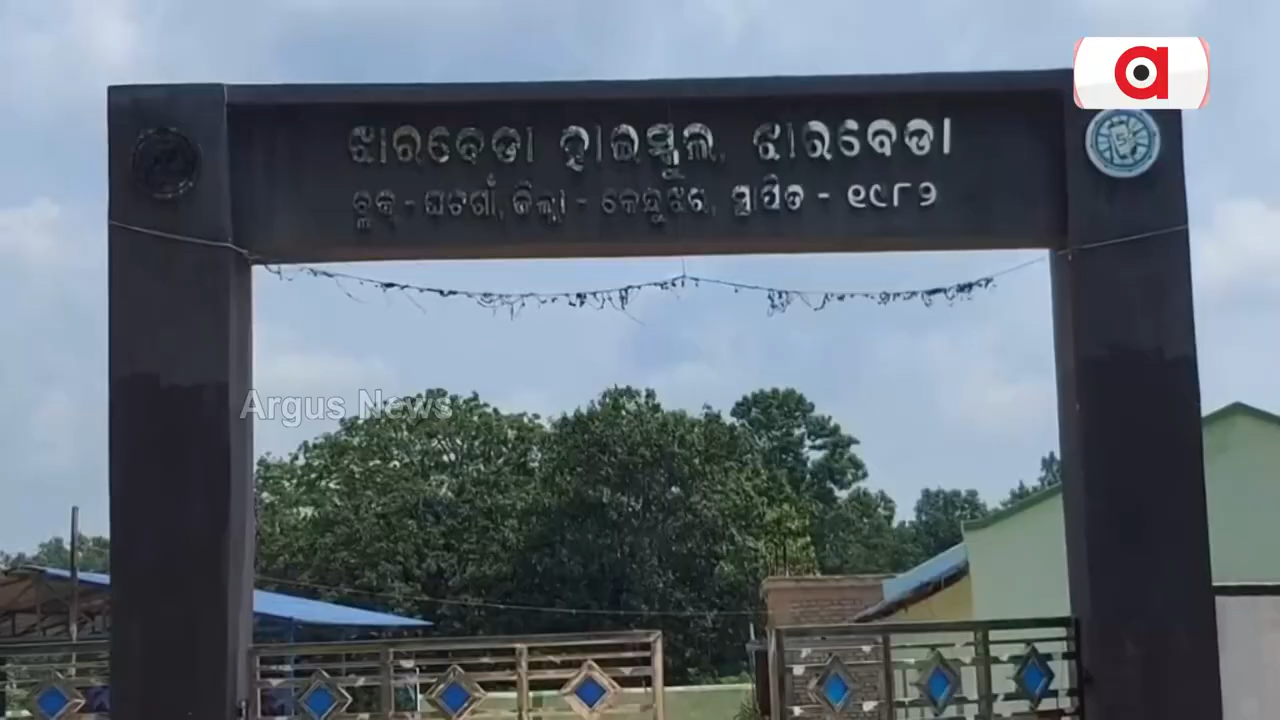 ଝାରବେଡା ହାଇସ୍କୁଲ, ଝାରବେଡା
ବ୍ଲକ୍ - ଘଟଗାଁ, ଜିଲ୍ଲା - କେନ୍ଦୁଝର, ସ୍ଥାପିତ - ୧୯୮୨
Argus News